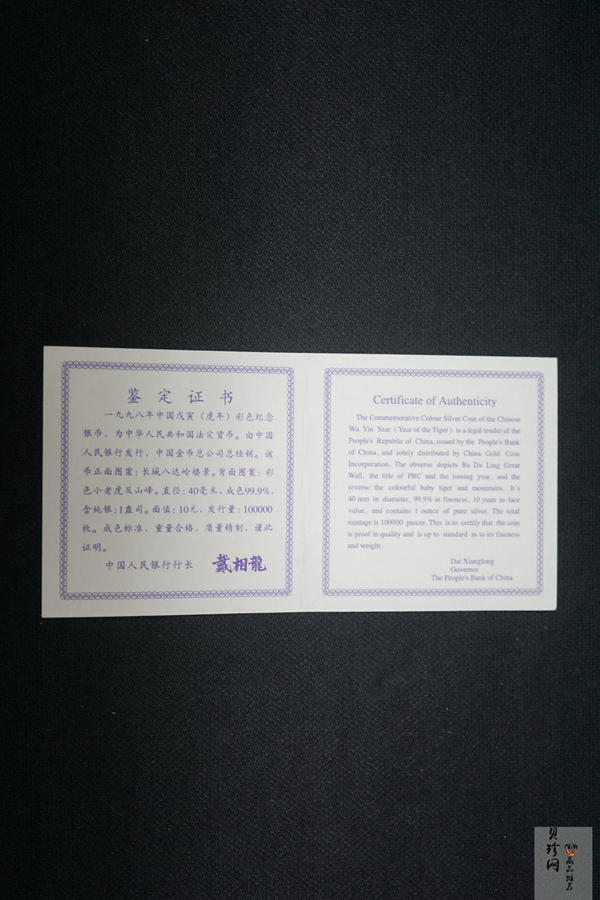 鉴定证书
一九九八年中国戊寅（虎年）彩色纪念
银币，为中华人民共和国法定货币。由中国
人民银行发行，中国金币总公司总经销。该
币正面图案：长城八达岭楼景。背面图案：彩
色小老虎及山峰。直径：40毫米，成色99.9%，
含纯银：1盎司。面值：10元，发行量：100000
枚。成色标准，重量合格，质量精制，谨此
证明。
中国人民银行行长 戴相龍
Certificate of Authenticity
The Commemorative Colour Silver Coin of the Chinese
Wu Yin Year (Year of the Tiger) is a legal tender of the
People's Republic of China, issued by the People's Bank
of China, and solely distributed by China Gold Coin
Incorporation. The obverse depicts Ba Da Ling Great
Wall, the title of PRC and the issuing year, and the
reverse the colourful baby tiger and mountains. It's
40 mm in diameter, 99.9% in fineness, 10 yuan in face
value, and contains 1 ounce of pure silver. The total
mintage is 100000 pieces. This is to certify that the coin
is proof in quality and is up to standard as to its fineness
and weight.
Dai Xianglong
Governor
The People's Bank of China
贝珍网